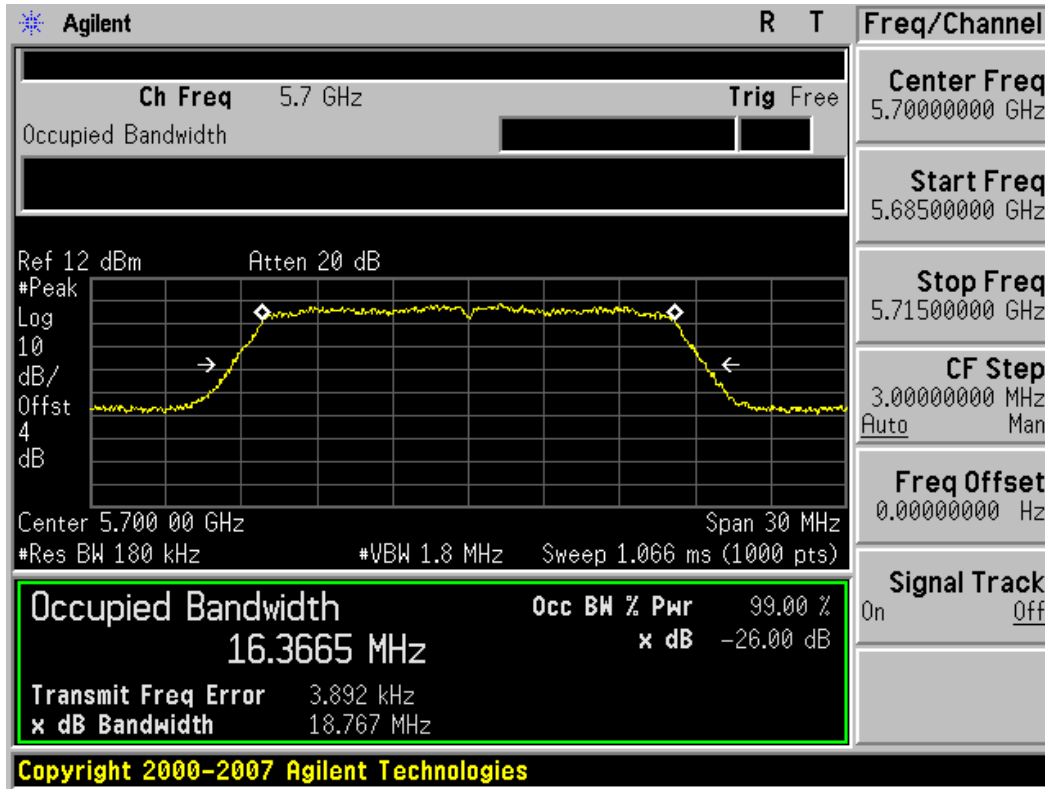 Agilent R T
Freq/Channel
Ch Freq 5.7 GHz Trig Free
Occupied Bandwidth
Center Freq
5.70000000 GHz
Start Freq
5.68500000 GHz
Stop Freq
5.71500000 GHz
CF Step
3.00000000 MHz
Auto Man
Freq Offset
0.00000000 Hz
Signal Track
On Off
Ref 12 dBm Atten 20 dB
#Peak
Log
10
dB/
Offst
4
dB
Center 5.700 00 GHz Span 30 MHz
#Res BW 180 kHz #VBW 1.8 MHz Sweep 1.066 ms (1000 pts)
Occupied Bandwidth Occ BW % Pwr 99.00 %
16.3665 MHz x dB -26.00 dB
Transmit Freq Error 3.892 kHz
x dB Bandwidth 18.767 MHz
Copyright 2000-2007 Agilent Technologies